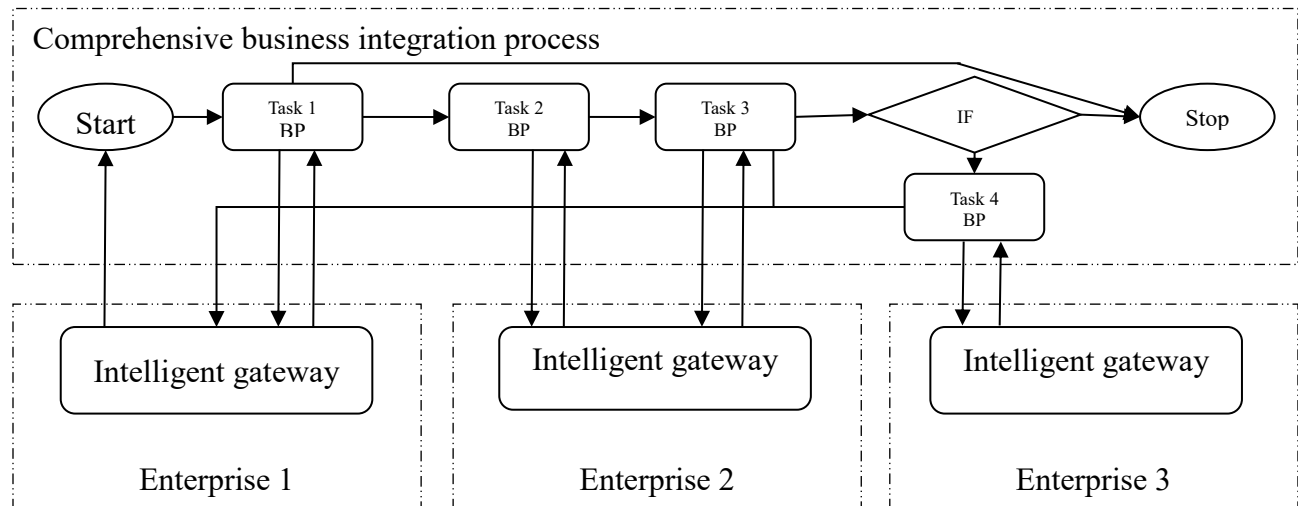 Comprehensive business integration process
Start
Task 1
BP
Task 2
BP
Task 3
BP
IF
Stop
Task 4
BP
Intelligent gateway
Intelligent gateway
Intelligent gateway
Enterprise 1
Enterprise 2
Enterprise 3